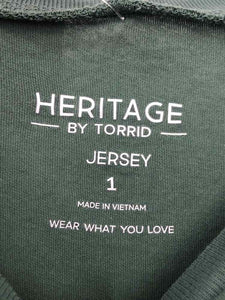 HERITAGE
BY TORRID
JERSEY
1
MADE IN VIETNAM
WEAR WHAT YOU LOVE